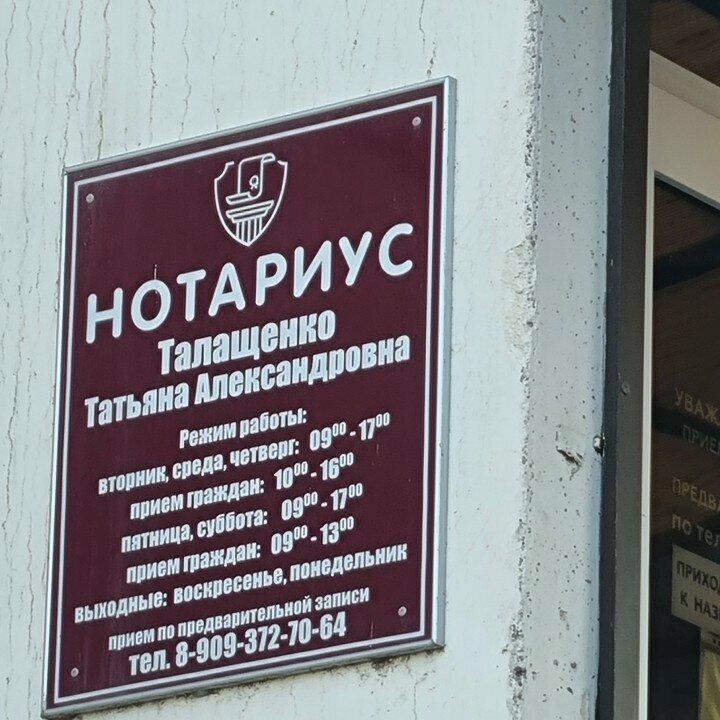 НОТАРИУС
Талащенко
Татьяна Александровна
Режим работы:
вторник, среда, четверг: 09⁰⁰ - 17⁰⁰
прием граждан: 10⁰⁰ - 16⁰⁰
пятница, суббота: 09⁰⁰ - 17⁰⁰
прием граждан: 09⁰⁰ - 13⁰⁰
выходные: воскресенье, понедельник
прием по предварительной записи
тел. 8-909-372-70-64
по
К